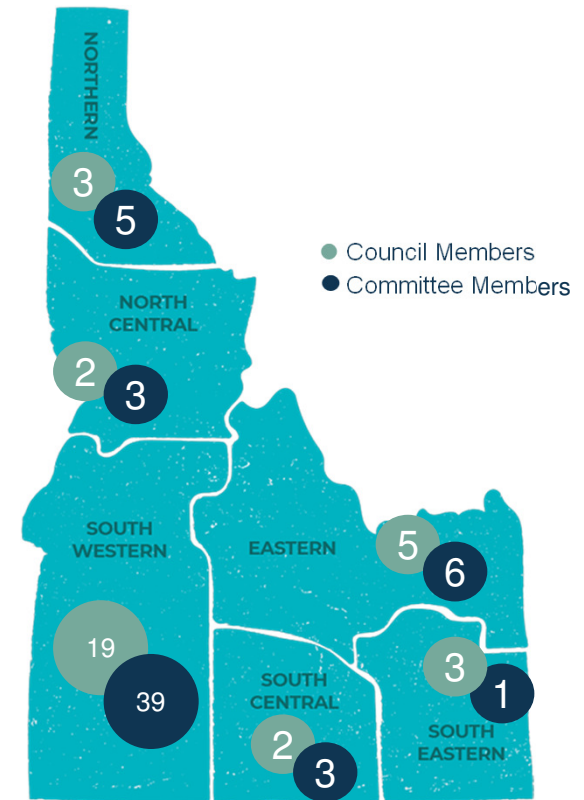 NORTHERN
3
5
Council Members
Committee Members
NORTH
CENTRAL
2
3
SOUTH
WESTERN
EASTERN
5
6
19
39
SOUTH
CENTRAL
2
3
3
1
SOUTH
EASTERN